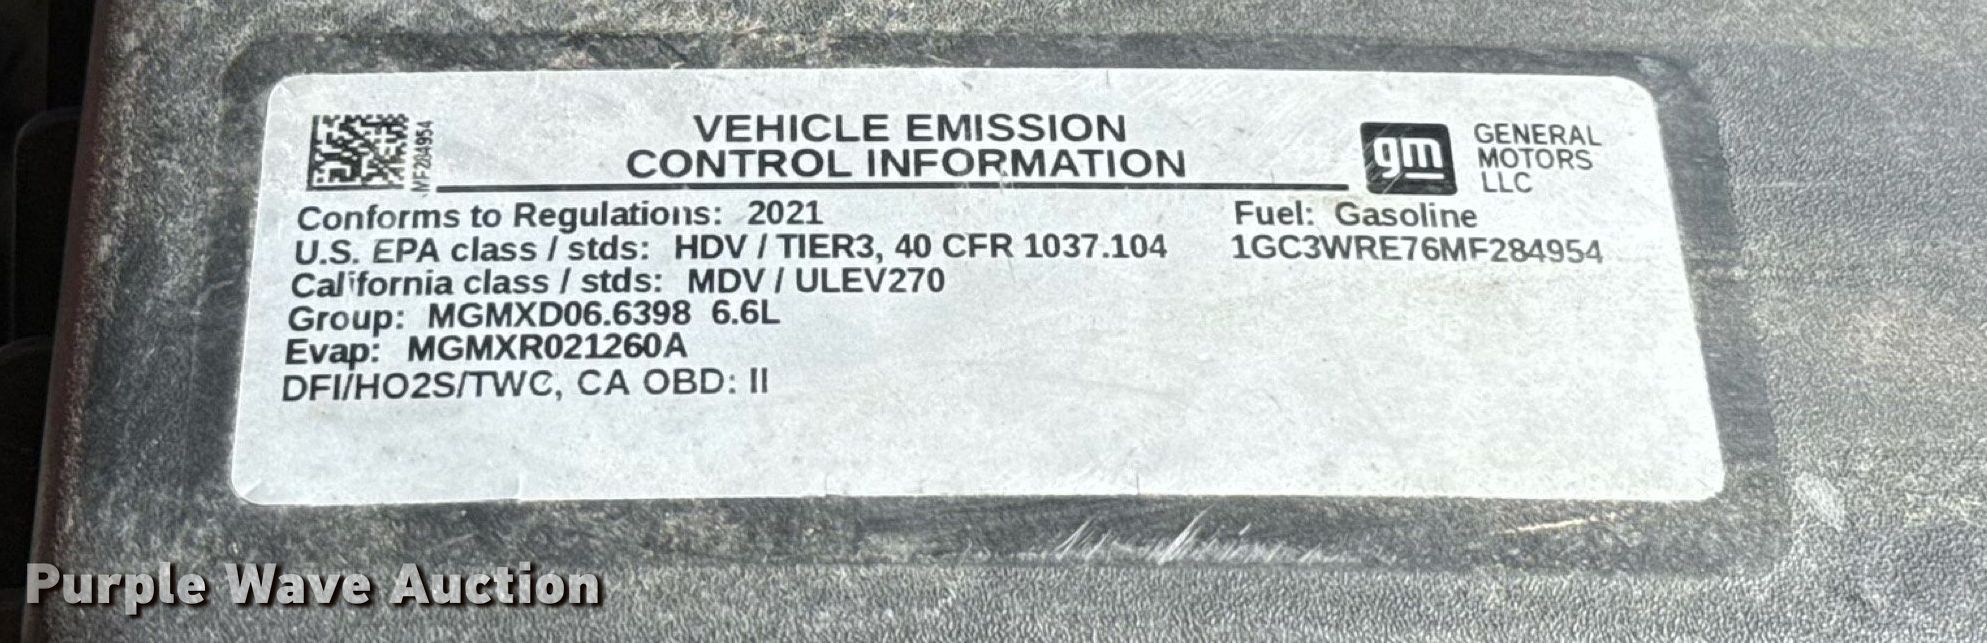 MF284954
VEHICLE EMISSION
CONTROL INFORMATION
gm
GENERAL
MOTORS
LLC
Conforms to Regulations: 2021
Fuel: Gasoline
U.S. EPA class / stds: HDV / TIER3, 40 CFR 1037.104
1GC3WRE76MF284954
California class / stds: MDV / ULEV270
Group: MGMXD06.6398 6.6L
Evap: MGMXR021260A
DFI/HO2S/TWC, CA OBD: II
Purple Wave Auction